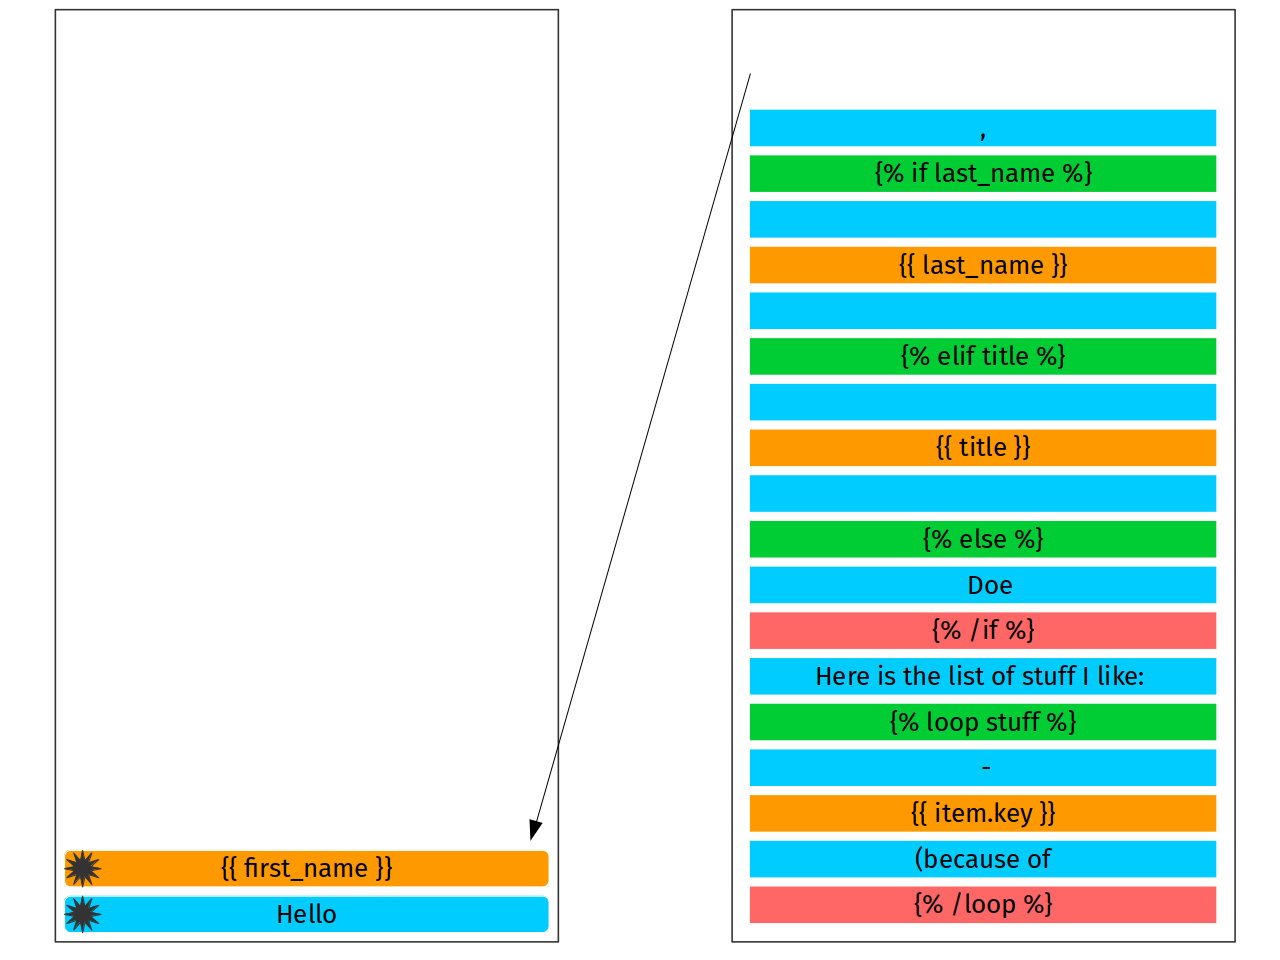 {{ first_name }}
Hello
,
{% if last_name %}
{{ last_name }}
{% elif title %}
{{ title }}
{% else %}
Doe
{% /if %}
Here is the list of stuff I like:
{% loop stuff %}
-
{{ item.key }}
(because of
{% /loop %}